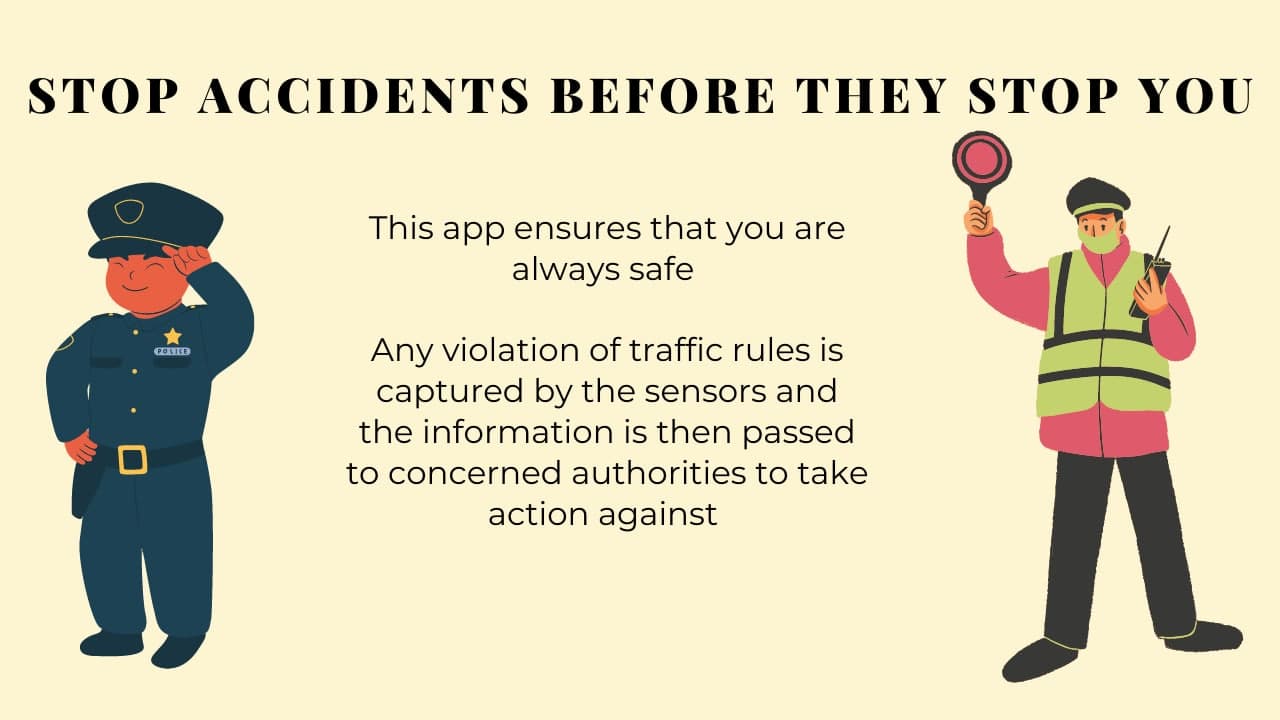 STOP ACCIDENTS BEFORE THEY STOP YOU
This app ensures that you are
always safe
Any violation of traffic rules is
captured by the sensors and
the information is then passed
to concerned authorities to take
action against
POLICE